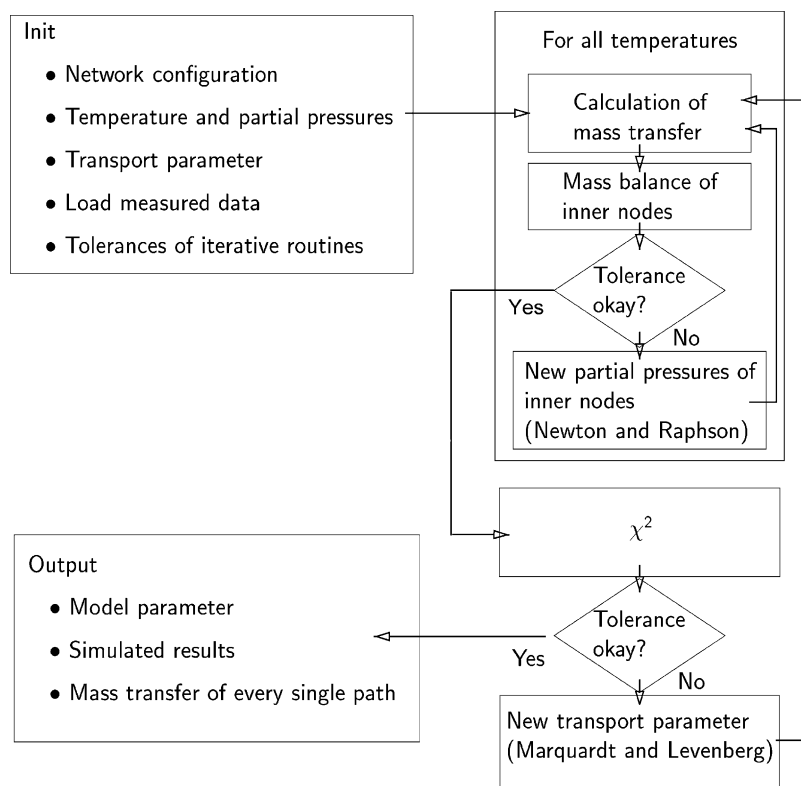 Init
• Network configuration
• Temperature and partial pressures
• Transport parameter
• Load measured data
• Tolerances of iterative routines
For all temperatures
Calculation of
mass transfer
Mass balance of
inner nodes
Tolerance
okay?
Yes
No
New partial pressures of
inner nodes
(Newton and Raphson)
χ²
Tolerance
okay?
Yes
No
New transport parameter
(Marquardt and Levenberg)
Output
• Model parameter
• Simulated results
• Mass transfer of every single path